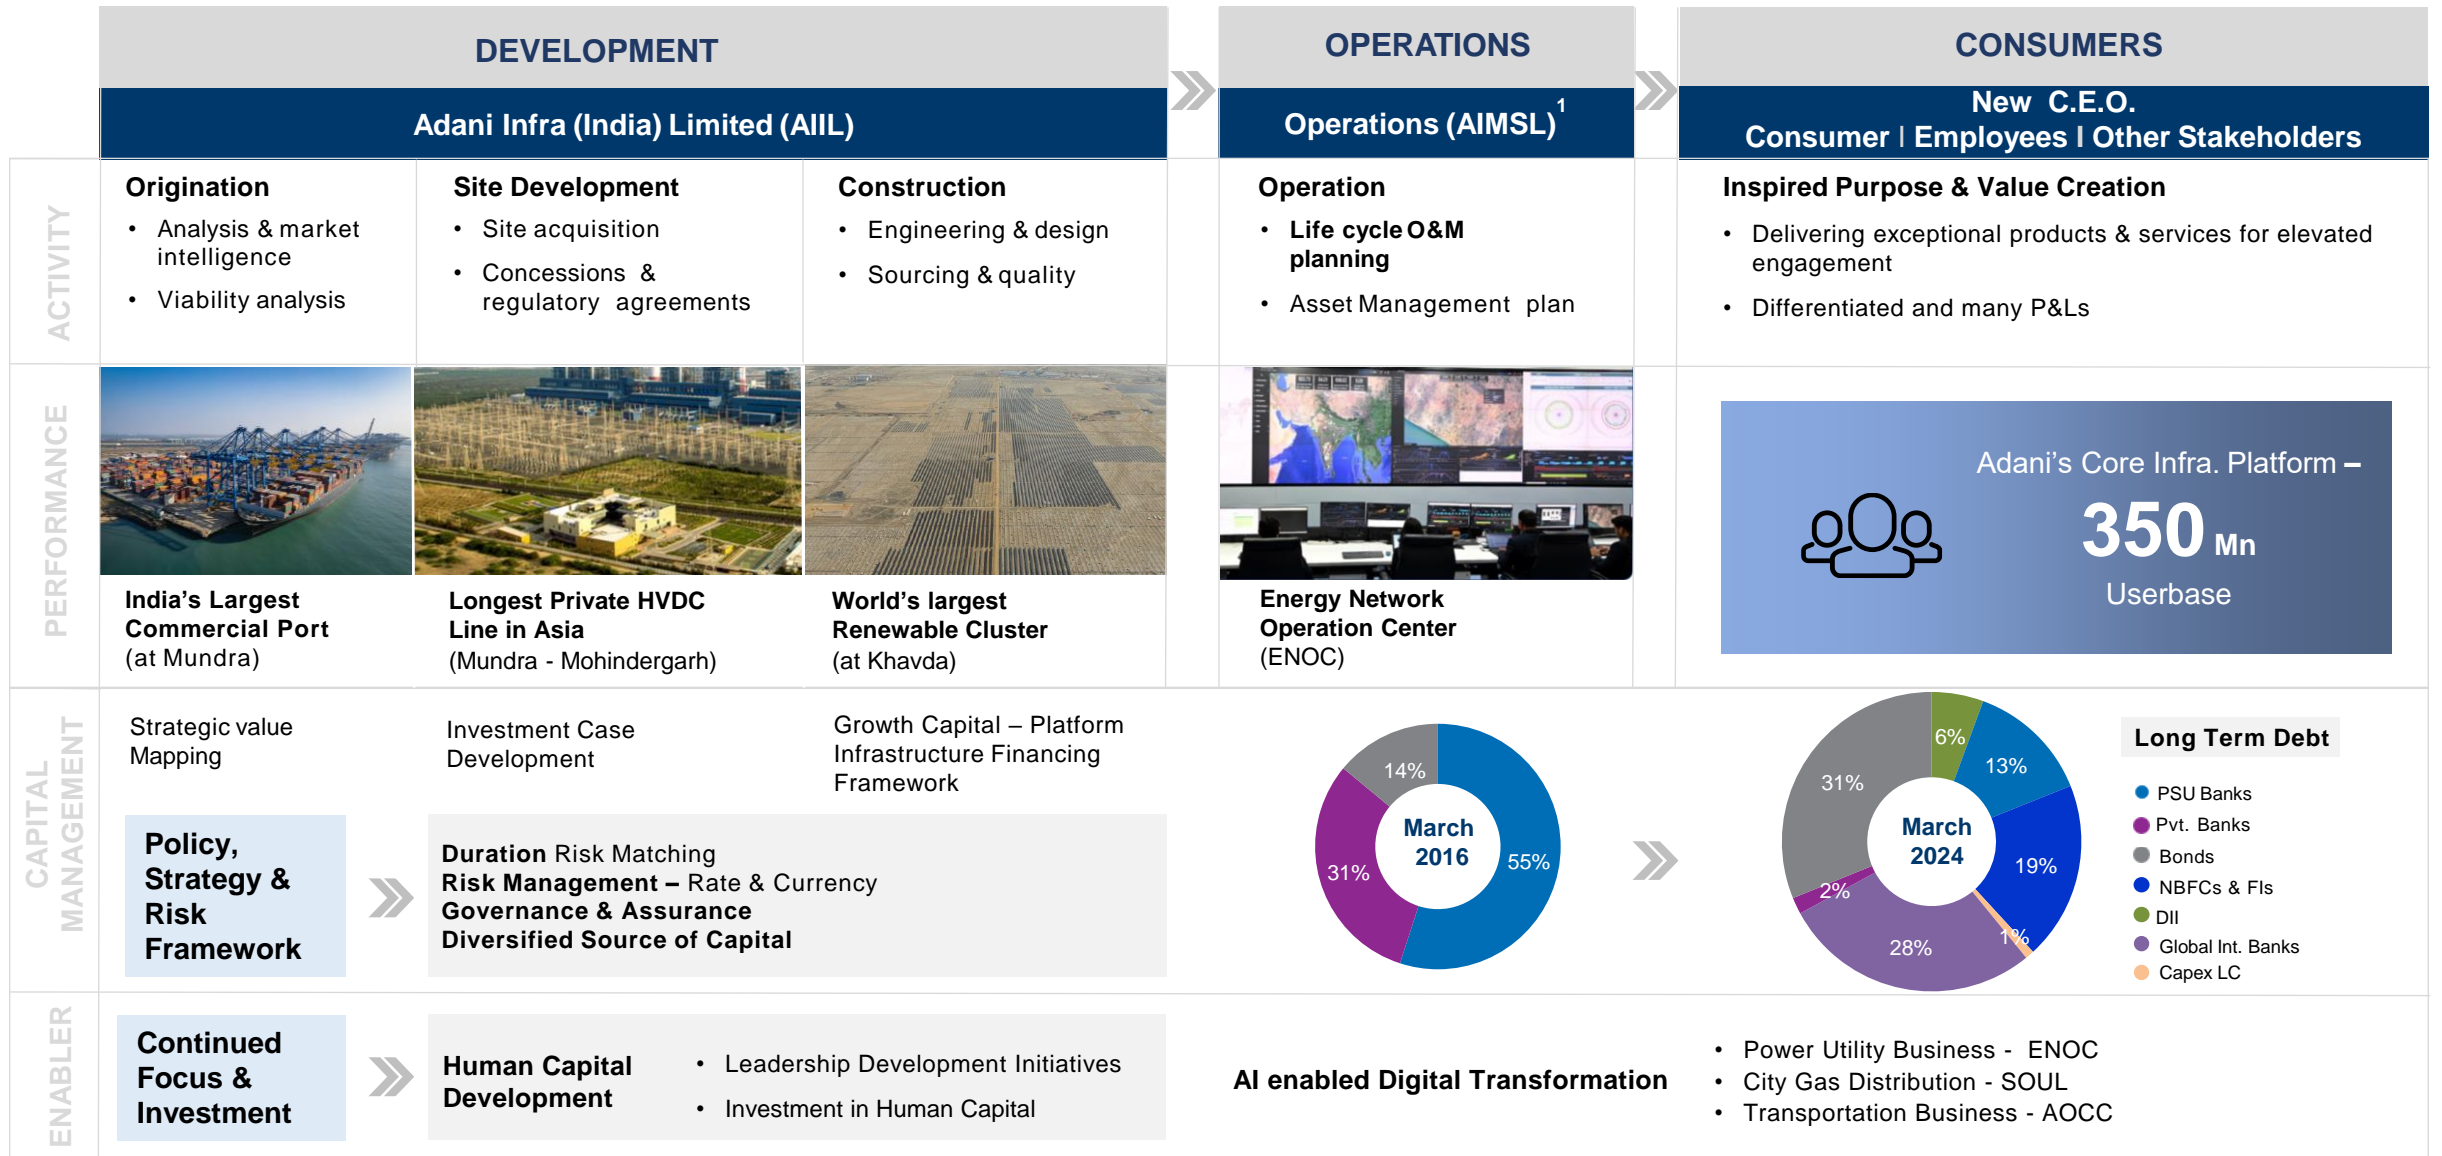 DEVELOPMENT
OPERATIONS
CONSUMERS
Adani Infra (India) Limited (AIIL)
Operations (AIMSL)1
New C.E.O.
Consumer I Employees I Other Stakeholders
ACTIVITY
Origination
• Analysis & market
intelligence
• Viability analysis
Site Development
• Site acquisition
• Concessions &
regulatory agreements
Construction
• Engineering & design
• Sourcing & quality
Operation
• Life cycle O&M
planning
• Asset Management plan
Inspired Purpose & Value Creation
• Delivering exceptional products & services for elevated
engagement
• Differentiated and many P&Ls
PERFORMANCE
India's Largest
Commercial Port
(at Mundra)
Longest Private HVDC
Line in Asia
(Mundra - Mohindergarh)
World's largest
Renewable Cluster
(at Khavda)
Energy Network
Operation Center
(ENOC)
Adani's Core Infra. Platform –
350 Mn
Userbase
CAPITAL
MANAGEMENT
Strategic value
Mapping
Investment Case
Development
Growth Capital – Platform
Infrastructure Financing
Framework
Policy,
Strategy &
Risk
Framework
Duration Risk Matching
Risk Management – Rate & Currency
Governance & Assurance
Diversified Source of Capital
14%
31%
55%
March
2016
6%
13%
31%
19%
2%
1%
28%
March
2024
Long Term Debt
PSU Banks
Pvt. Banks
Bonds
NBFCs & FIs
DII
Global Int. Banks
Capex LC
ENABLER
Continued
Focus &
Investment
Human Capital
Development
• Leadership Development Initiatives
• Investment in Human Capital
AI enabled Digital Transformation
• Power Utility Business - ENOC
• City Gas Distribution - SOUL
• Transportation Business - AOCC